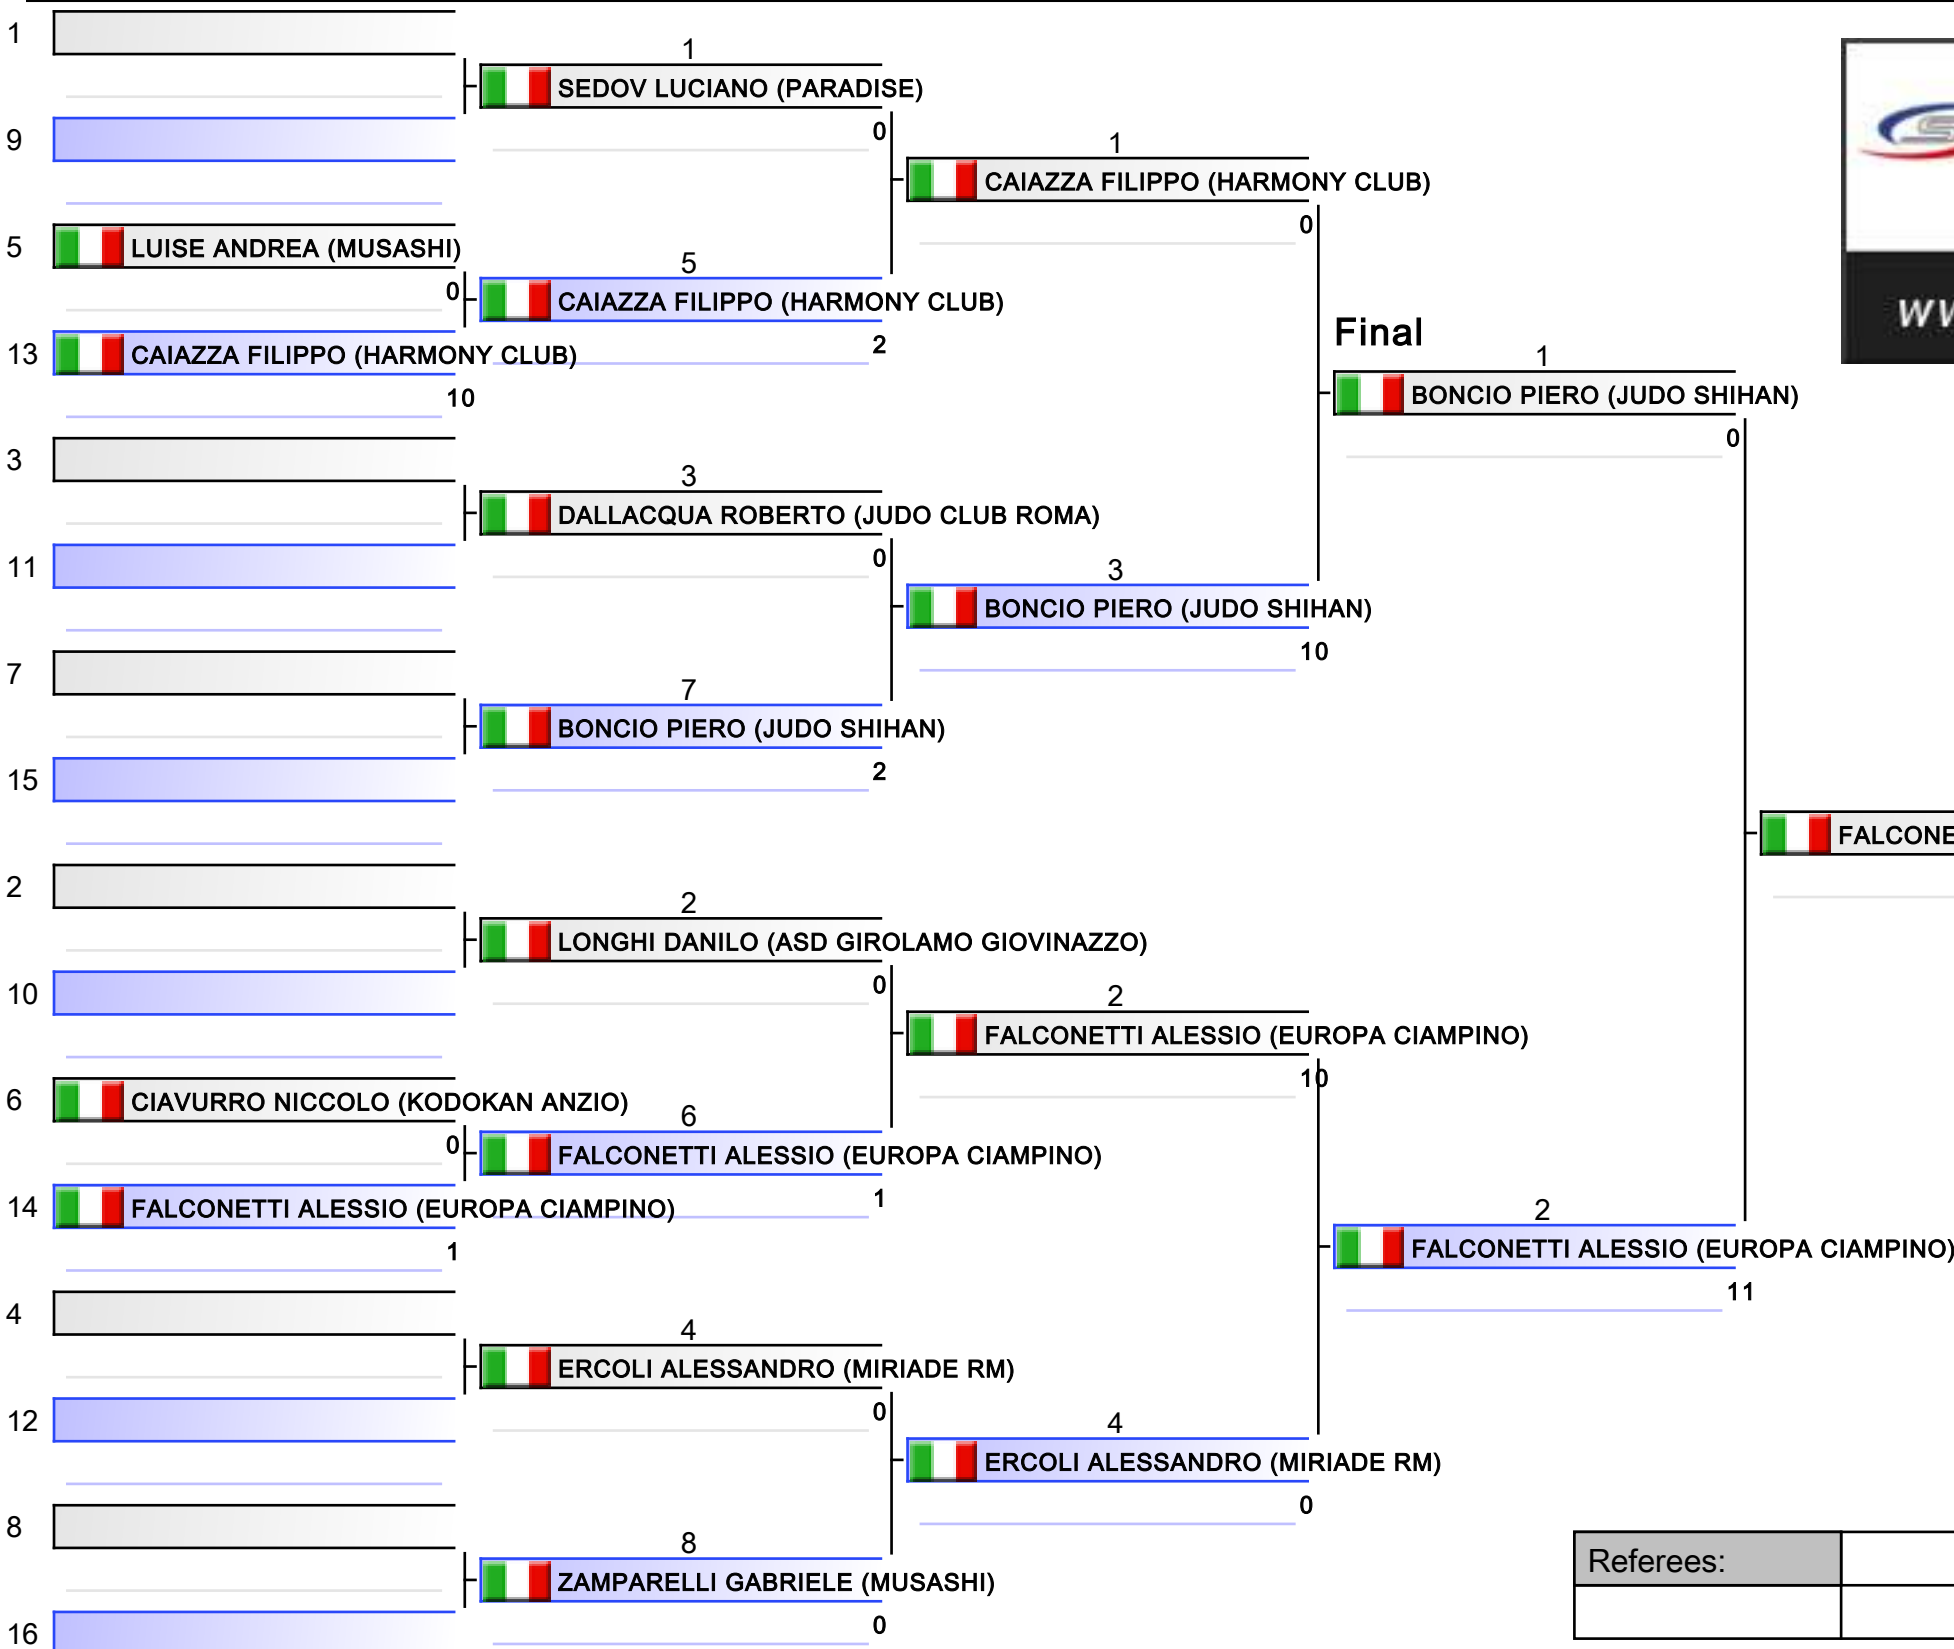 1
1
SEDOV LUCIANO (PARADISE)
0
9
1
CAIAZZA FILIPPO (HARMONY CLUB)
0
5
LUISE ANDREA (MUSASHI)
0
5
CAIAZZA FILIPPO (HARMONY CLUB)
2
13
CAIAZZA FILIPPO (HARMONY CLUB)
10
Final
1
BONCIO PIERO (JUDO SHIHAN)
0
3
3
DALLACQUA ROBERTO (JUDO CLUB ROMA)
0
11
3
BONCIO PIERO (JUDO SHIHAN)
10
7
7
BONCIO PIERO (JUDO SHIHAN)
2
15
FALCONE
2
2
LONGHI DANILO (ASD GIROLAMO GIOVINAZZO)
0
10
2
FALCONETTI ALESSIO (EUROPA CIAMPINO)
10
6
CIAVURRO NICCOLO (KODOKAN ANZIO)
0
6
FALCONETTI ALESSIO (EUROPA CIAMPINO)
1
14
FALCONETTI ALESSIO (EUROPA CIAMPINO)
1
2
FALCONETTI ALESSIO (EUROPA CIAMPINO)
11
4
4
ERCOLI ALESSANDRO (MIRIADE RM)
0
12
4
ERCOLI ALESSANDRO (MIRIADE RM)
0
8
8
ZAMPARELLI GABRIELE (MUSASHI)
0
16
Referees: